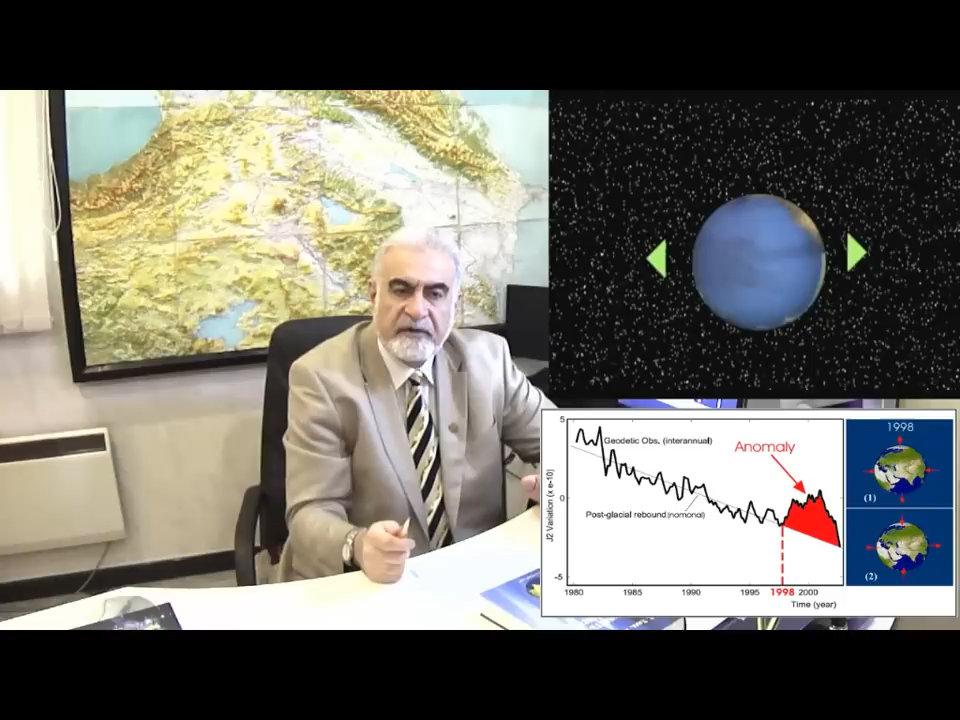 5
Geodetic Obs. (interannual)
Anomaly
1998
J2 Variation (x e-10)
0
Post-glacial rebound (nomonal)
(1)
(2)
-5
1980
1985
1990
1995
1998
2000
Time (year)